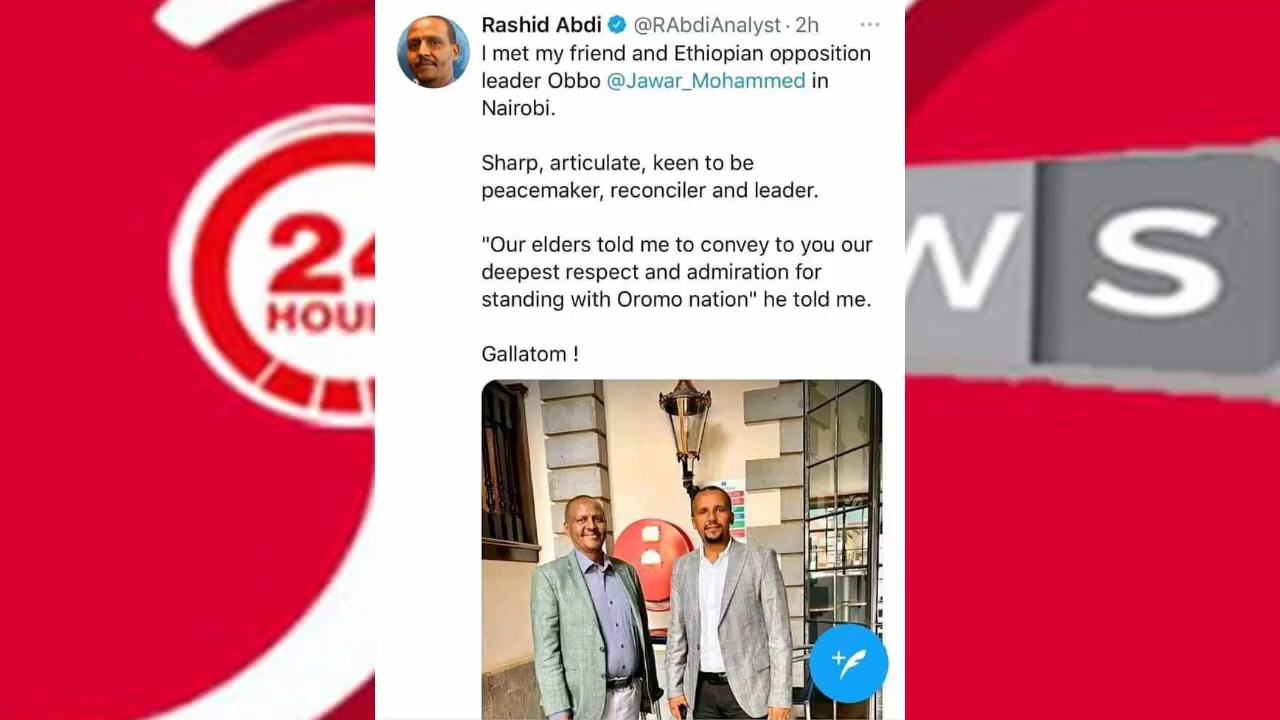 Rashid Abdi @RAbdiAnalyst · 2h
I met my friend and Ethiopian opposition
leader Obbo @Jawar_Mohammed in
Nairobi.
Sharp, articulate, keen to be
peacemaker, reconciler and leader.
"Our elders told me to convey to you our
deepest respect and admiration for
standing with Oromo nation" he told me.
Gallatom !
24
HOU
WS